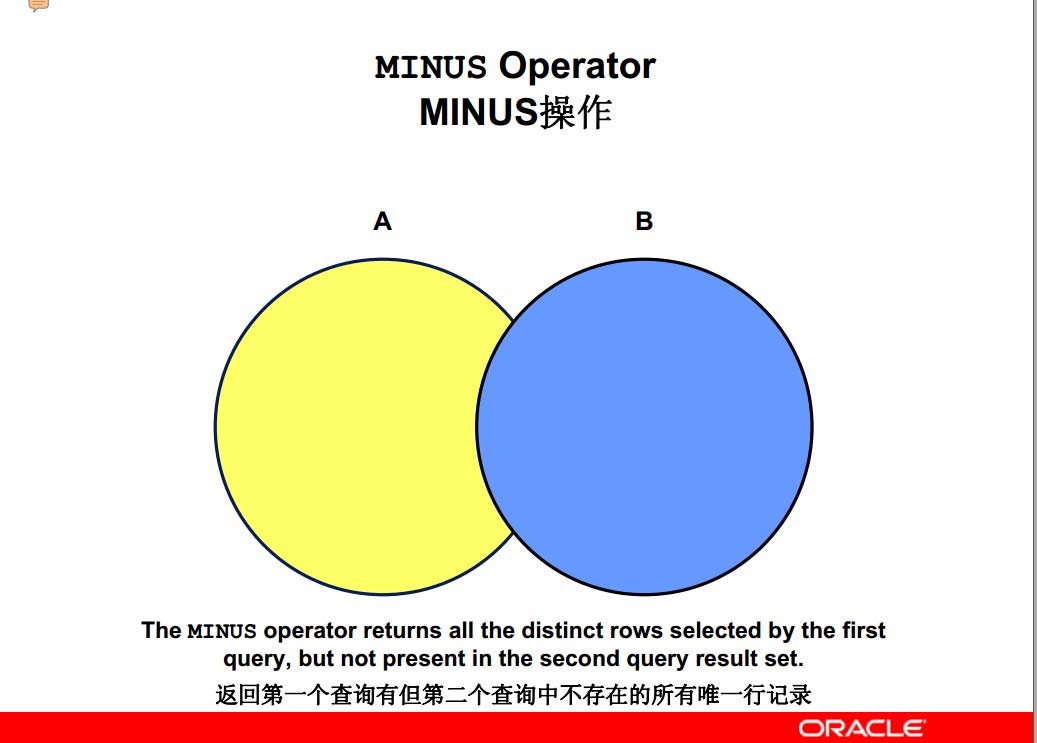 MINUS Operator
MINUS操作
A B
The MINUS operator returns all the distinct rows selected by the first
query, but not present in the second query result set.
返回第一个查询有但第二个查询中不存在的所有唯一行记录
ORACLE